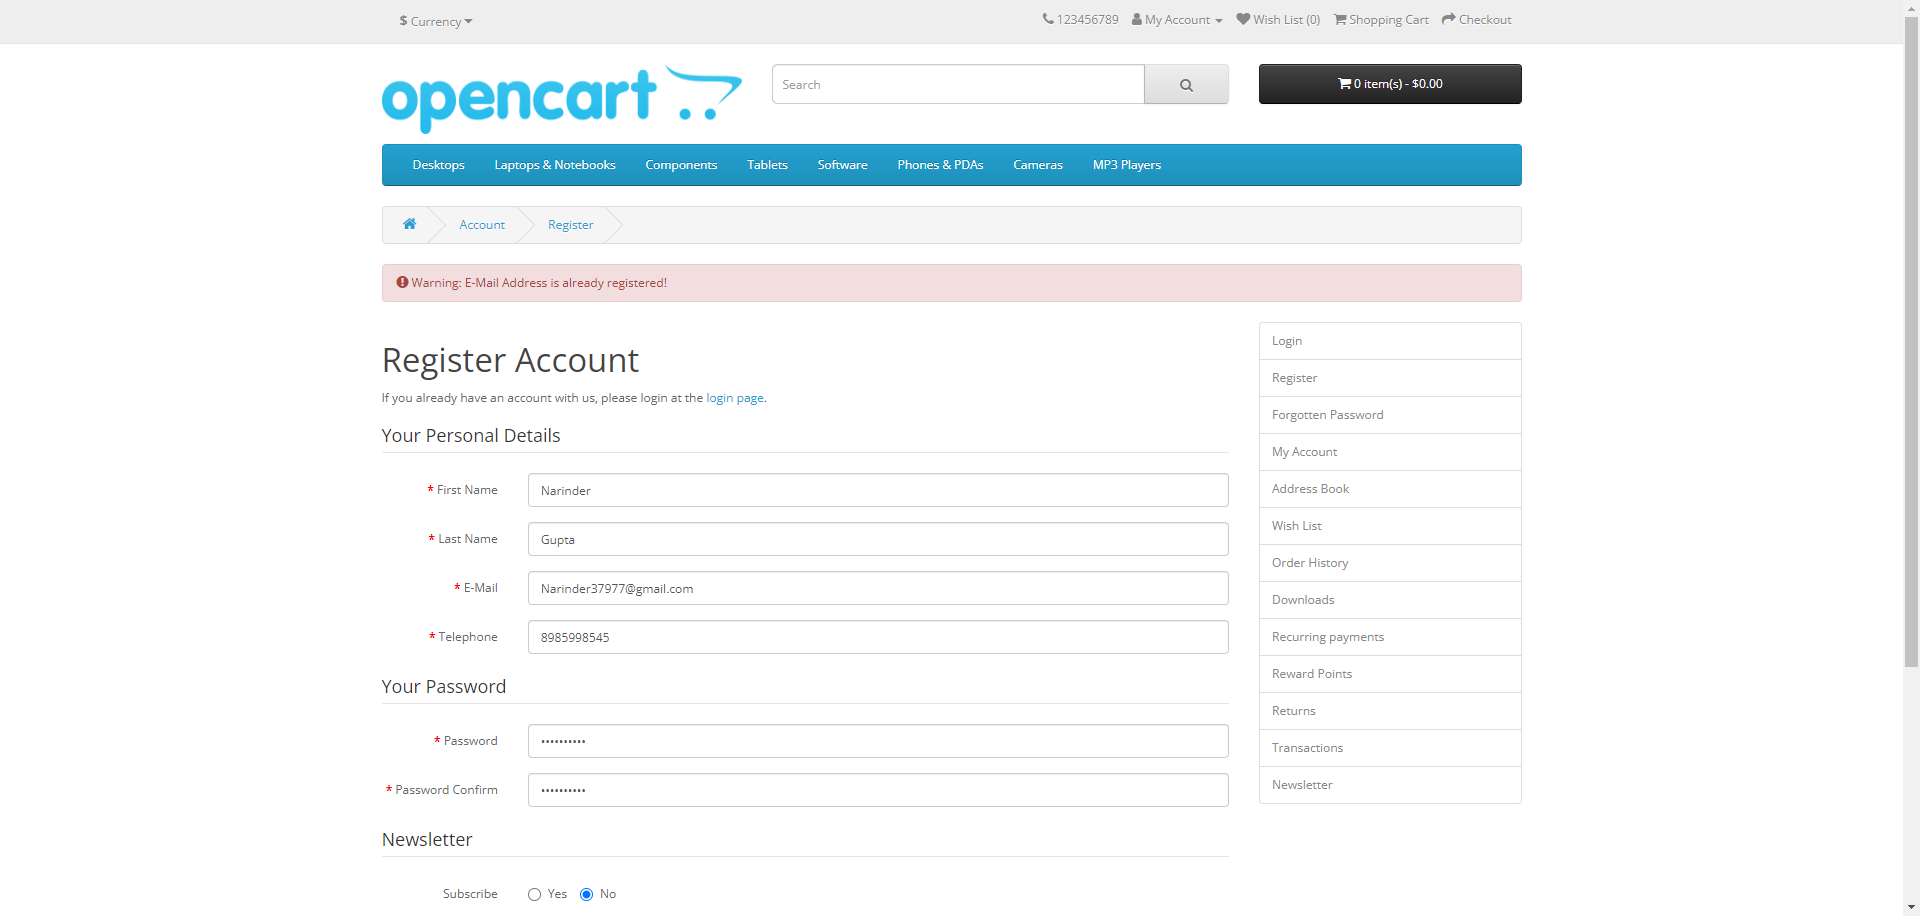 $ Currency
123456789 My Account Wish List (0) Shopping Cart Checkout
opencart
Search
0 item(s) - $0.00
Desktops Laptops & Notebooks Components Tablets Software Phones & PDAs Cameras MP3 Players
Account Register
Warning: E-Mail Address is already registered!
Register Account
If you already have an account with us, please login at the login page.
Your Personal Details
* First Name Narinder
* Last Name Gupta
* E-Mail Narinder37977@gmail.com
* Telephone 8985998545
Your Password
* Password ••••••••••
* Password Confirm ••••••••••
Newsletter
Subscribe Yes No
Login
Register
Forgotten Password
My Account
Address Book
Wish List
Order History
Downloads
Recurring payments
Reward Points
Returns
Transactions
Newsletter